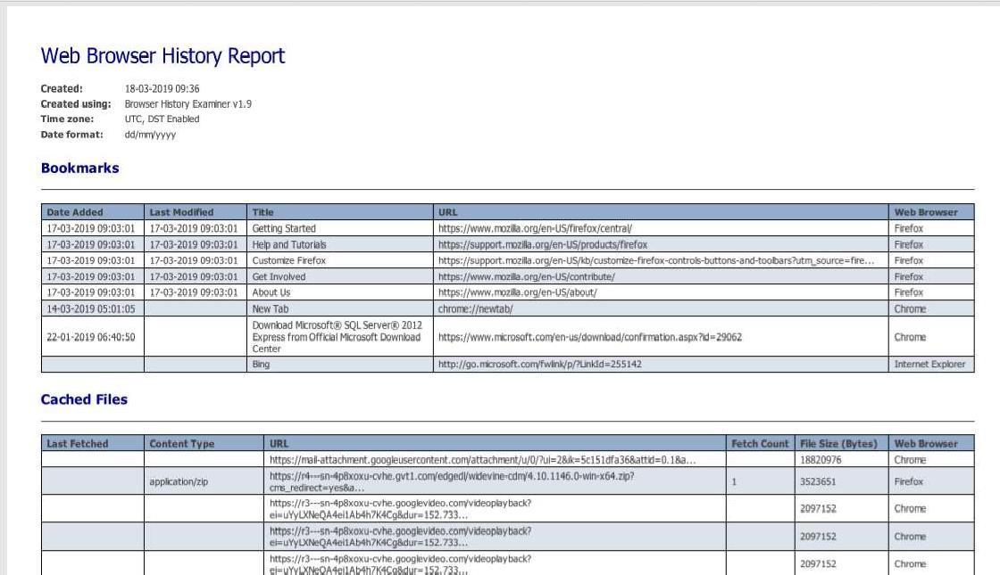 Web Browser History Report
Created: 18-03-2019 09:36
Created using: Browser History Examiner v1.9
Time zone: UTC, DST Enabled
Date format: dd/mm/yyyy
Bookmarks
Date Added Last Modified Title URL Web Browser
17-03-2019 09:03:01 17-03-2019 09:03:01 Getting Started https://www.mozilla.org/en-US/firefox/central/ Firefox
17-03-2019 09:03:01 17-03-2019 09:03:01 Help and Tutorials https://support.mozilla.org/en-US/products/firefox Firefox
17-03-2019 09:03:01 17-03-2019 09:03:01 Customize Firefox https://support.mozilla.org/en-US/kb/customize-firefox-controls-buttons-and-toolbars?utm_source=fire... Firefox
17-03-2019 09:03:01 17-03-2019 09:03:01 Get Involved https://www.mozilla.org/en-US/contribute/ Firefox
17-03-2019 09:03:01 17-03-2019 09:03:01 About Us https://www.mozilla.org/en-US/about/ Firefox
14-03-2019 05:01:05 New Tab chrome://newtab/ Chrome
Download Microsoft® SQL Server® 2012
22-01-2019 06:40:50 Express from Official Microsoft Download https://www.microsoft.com/en-us/download/confirmation.aspx?id=29062 Chrome
Center
Bing http://go.microsoft.com/fwlink/p/?LinkId=255142 Internet Explorer
Cached Files
Last Fetched Content Type URL Fetch Count File Size (Bytes) Web Browser
https://mail-attachment.googleusercontent.com/attachment/u/0/?ui=2&ik=5c151dfa36&attid=0.1&a... 18820976 Chrome
https://r4---sn-4p8xoxu-cvhe.gvt1.com/edgedl/widevine-cdm/4.10.1146.0-win-x64.zip?
application/zip cms_redirect=yes&a... 1 3523651 Firefox
https://r3---sn-4p8xoxu-cvhe.googlevideo.com/videoplayback?
ei=uYyLXNeQA4ei1Ab4h7K4Cg&dur=152.733... 2097152 Chrome
https://r3---sn-4p8xoxu-cvhe.googlevideo.com/videoplayback?
ei=uYyLXNeQA4ei1Ab4h7K4Cg&dur=152.733... 2097152 Chrome
https://r3---sn-4p8xoxu-cvhe.googlevideo.com/videoplayback?
ei=uYyLXNeQA4ei1Ab4h7K4Cg&dur=152.733... 2097152 Chrome